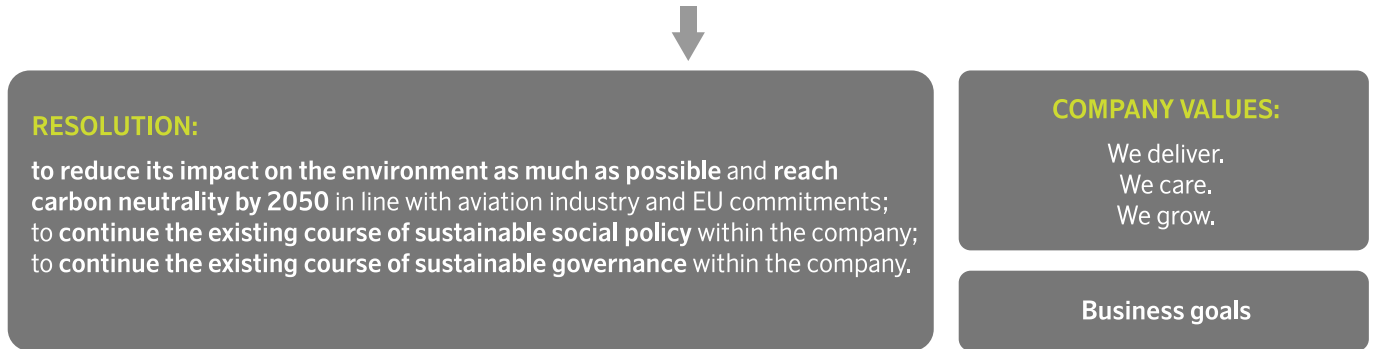 RESOLUTION:
to reduce its impact on the environment as much as possible and reach
carbon neutrality by 2050 in line with aviation industry and EU commitments;
to continue the existing course of sustainable social policy within the company;
to continue the existing course of sustainable governance within the company.
COMPANY VALUES:
We deliver.
We care.
We grow.
Business goals